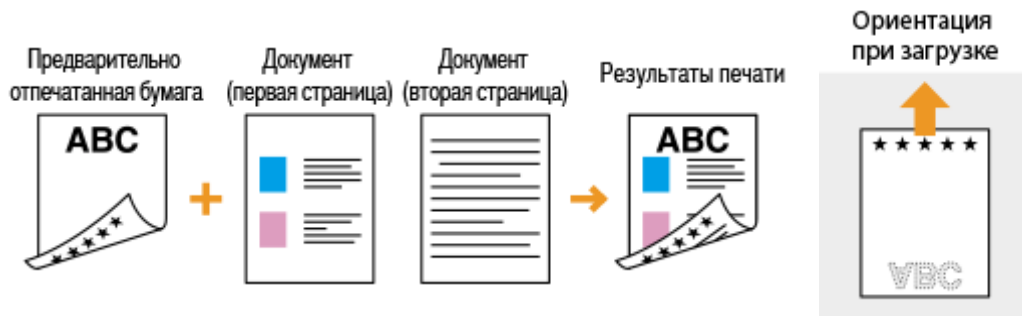 Предварительно
отпечатанная бумага
Документ
(первая страница)
Документ
(вторая страница)
Результаты печати
Ориентация
при загрузке
ABC
ABC
ABC